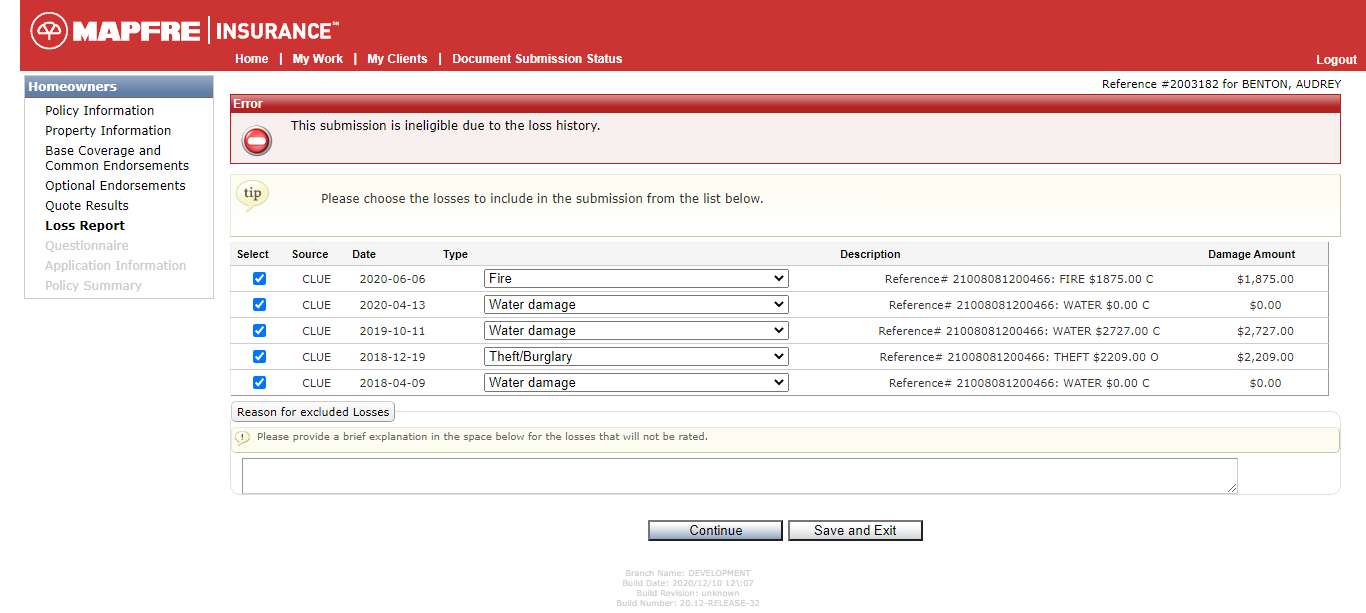 MAPFRE | INSURANCE℠
Home | My Work | My Clients | Document Submission Status
Logout
Reference #2003182 for BENTON, AUDREY
Homeowners
Policy Information
Property Information
Base Coverage and
Common Endorsements
Optional Endorsements
Quote Results
Loss Report
Questionnaire
Application Information
Policy Summary
Error
This submission is ineligible due to the loss history.
tip
Please choose the losses to include in the submission from the list below.
Select Source Date Type Description Damage Amount
CLUE 2020-06-06 Fire Reference# 21008081200466: FIRE $1875.00 C $1,875.00
CLUE 2020-04-13 Water damage Reference# 21008081200466: WATER $0.00 C $0.00
CLUE 2019-10-11 Water damage Reference# 21008081200466: WATER $2727.00 C $2,727.00
CLUE 2018-12-19 Theft/Burglary Reference# 21008081200466: THEFT $2209.00 O $2,209.00
CLUE 2018-04-09 Water damage Reference# 21008081200466: WATER $0.00 C $0.00
Reason for excluded Losses
! Please provide a brief explanation in the space below for the losses that will not be rated.
Continue Save and Exit
Branch Name: DEVELOPMENT
Build Date: 2020/12/10 12\:07
Build Revision: unknown
Build Number: 20.12-RELEASE-32